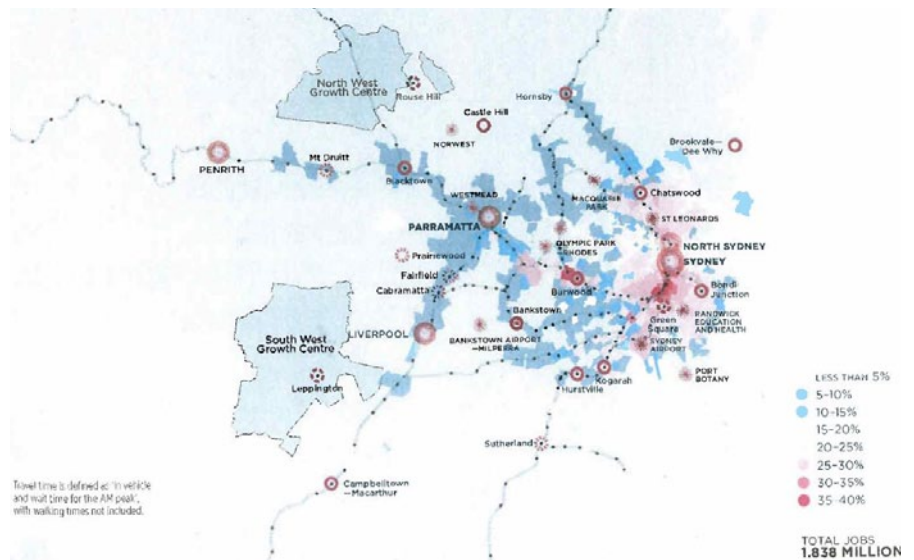 North West
Growth Centre
Rouse Hill
Castle Hill
NORWEST
Hornsby
Brookvale—
Dee Why
PENRITH
Mt Druitt
Blacktown
WESTMEAD
PARRAMATTA
MACQUARIE
PARK
Chatswood
ST LEONARDS
NORTH SYDNEY
SYDNEY
OLYMPIC PARK
—RHODES
Prairiewood
Fairfield
Cabramatta
Burwood
Bondi
Junction
LIVERPOOL
Bankstown
BANKSTOWN AIRPORT
—MILPERRA
Green
Square
RANDWICK
EDUCATION
AND HEALTH
SYDNEY
AIRPORT
South West
Growth Centre
Leppington
Kogarah
Hurstville
PORT
BOTANY
Sutherland
Campbelltown
—Macarthur
Travel time is defined as 'in vehicle
and wait time for the AM peak',
with walking times not included.
LESS THAN 5%
5-10%
10-15%
15-20%
20-25%
25-30%
30-35%
35-40%
TOTAL JOBS
1.838 MILLION